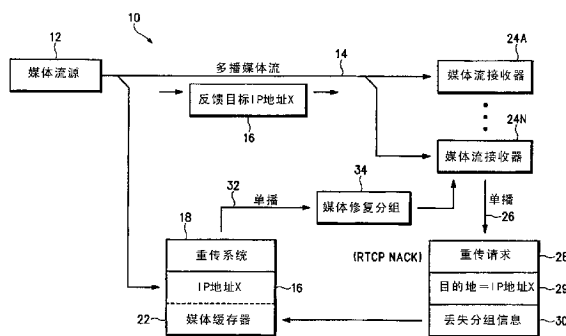 10
12
媒体流源
多播媒体流
14
反馈目标IP地址X
16
24A
媒体流接收器
24N
媒体流接收器
34
32
单播
媒体修复分组
单播
26
18
重传系统
IP地址X
16
22
媒体缓存器
(RTCP NACK)
重传请求
28
目的地=IP地址X
29
丢失分组信息
30